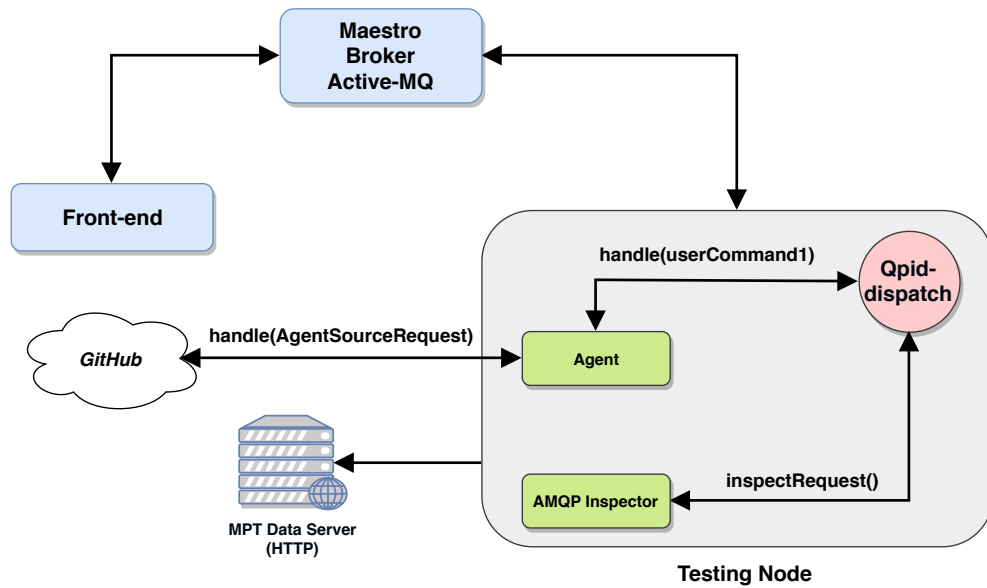 Maestro
Broker
Active-MQ
Front-end
handle(userCommand1)
Qpid-
dispatch
handle(AgentSourceRequest)
GitHub
Agent
inspectRequest()
AMQP Inspector
MPT Data Server
(HTTP)
Testing Node